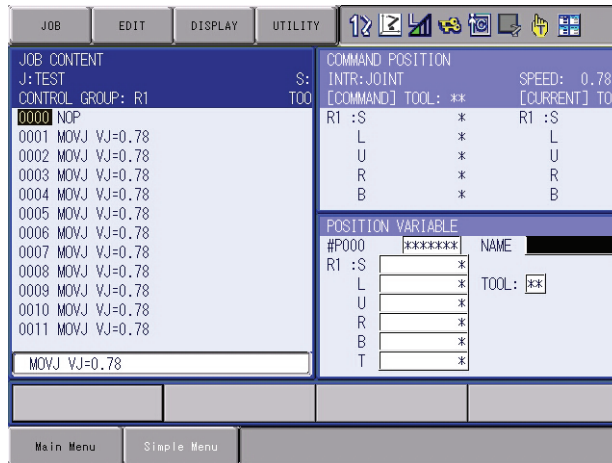 JOB EDIT DISPLAY UTILITY
JOB CONTENT
J:TEST S:
CONTROL GROUP: R1 TOO
0000 NOP
0001 MOVJ VJ=0.78
0002 MOVJ VJ=0.78
0003 MOVJ VJ=0.78
0004 MOVJ VJ=0.78
0005 MOVJ VJ=0.78
0006 MOVJ VJ=0.78
0007 MOVJ VJ=0.78
0008 MOVJ VJ=0.78
0009 MOVJ VJ=0.78
0010 MOVJ VJ=0.78
0011 MOVJ VJ=0.78
MOVJ VJ=0.78
COMMAND POSITION
INTR:JOINT SPEED: 0.78
[COMMAND] TOOL: ** [CURRENT] TO
R1 :S * R1 :S
L * L
U * U
R * R
B * B
POSITION VARIABLE
#P000 ******* NAME
R1 :S *
L * TOOL: **
U *
R *
B *
T *
Main Menu Simple Menu